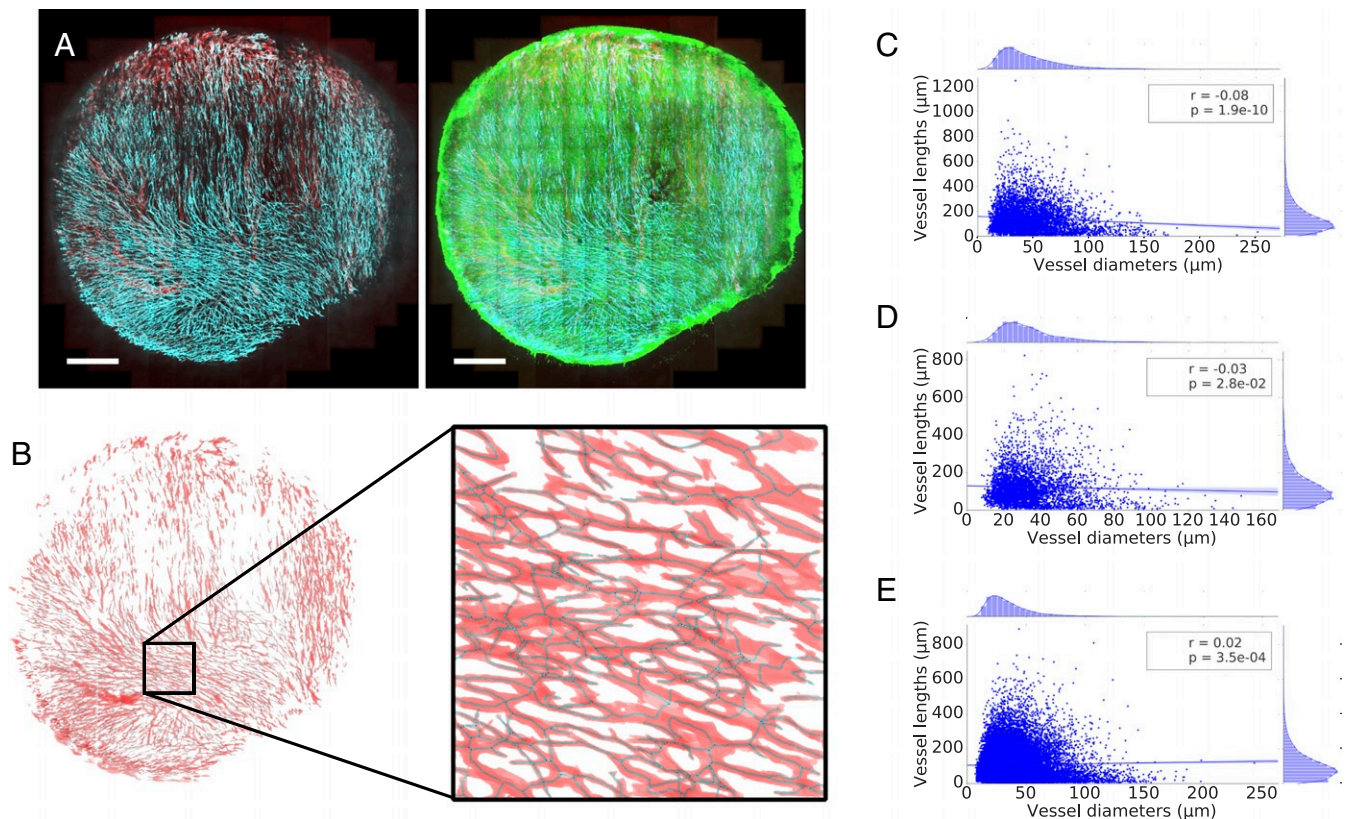 A
B
C
1200
1000
800
600
400
200
0
Vessel lengths (µm)
r = -0.08
p = 1.9e-10
0 50 100 150 200 250
Vessel diameters (µm)
D
800
600
400
200
0
Vessel lengths (µm)
r = -0.03
p = 2.8e-02
0 20 40 60 80 100 120 140 160
Vessel diameters (µm)
E
800
600
400
200
0
Vessel lengths (µm)
r = 0.02
p = 3.5e-04
0 50 100 150 200 250
Vessel diameters (µm)